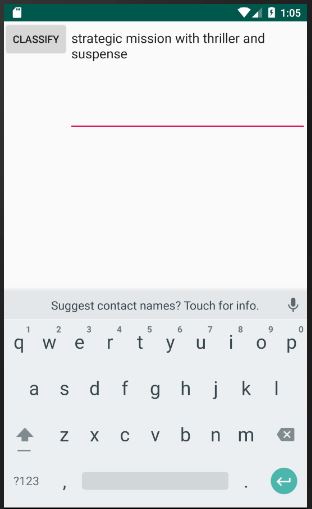 1:05
CLASSIFY
strategic mission with thriller and
suspense
Suggest contact names? Touch for info.
1 2 3 4 5 6 7 8 9 0
q w e r t y u i o p
a s d f g h j k l
z x c v b n m
?123 , .